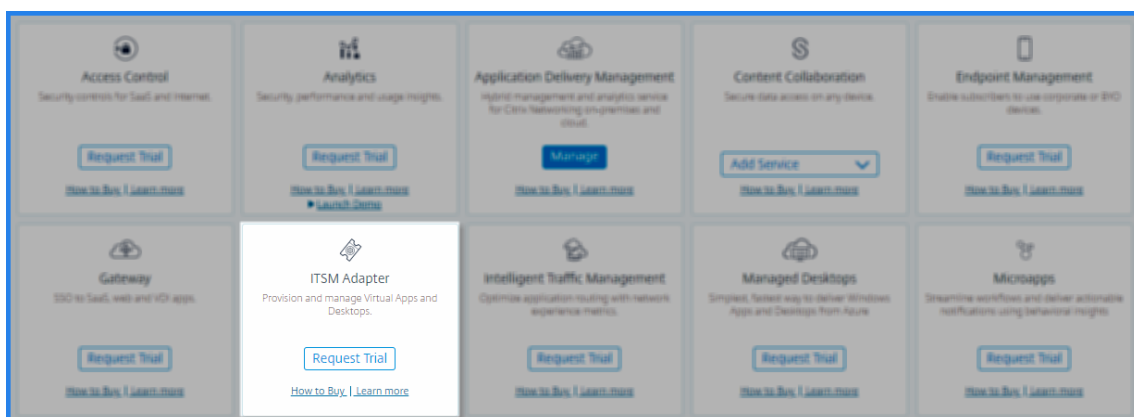 Access Control
Security controls for SaaS and Internet.
Request Trial
How to Buy | Learn more
Analytics
Security, performance and usage insights.
Request Trial
How to Buy | Learn more
Launch Demo
Application Delivery Management
Hybrid management and analytics service
for Citrix Networking on-premises and
cloud.
Manage
How to Buy | Learn more
Content Collaboration
Secure data access on any device.
Add Service
How to Buy | Learn more
Endpoint Management
Enable subscribers to use corporate or BYO
devices.
Request Trial
How to Buy | Learn more
Gateway
SSO to SaaS, web and VDI apps.
Request Trial
How to Buy | Learn more
ITSM Adapter
Provision and manage Virtual Apps and
Desktops.
Request Trial
How to Buy | Learn more
Intelligent Traffic Management
Optimize application routing with network
experience metrics.
Request Trial
How to Buy | Learn more
Managed Desktops
Simplest, fastest way to deliver Windows
Apps and Desktops from Azure
Request Trial
How to Buy | Learn more
Microapps
Streamline workflows and deliver actionable
notifications using behavioral insights
Request Trial
How to Buy | Learn more